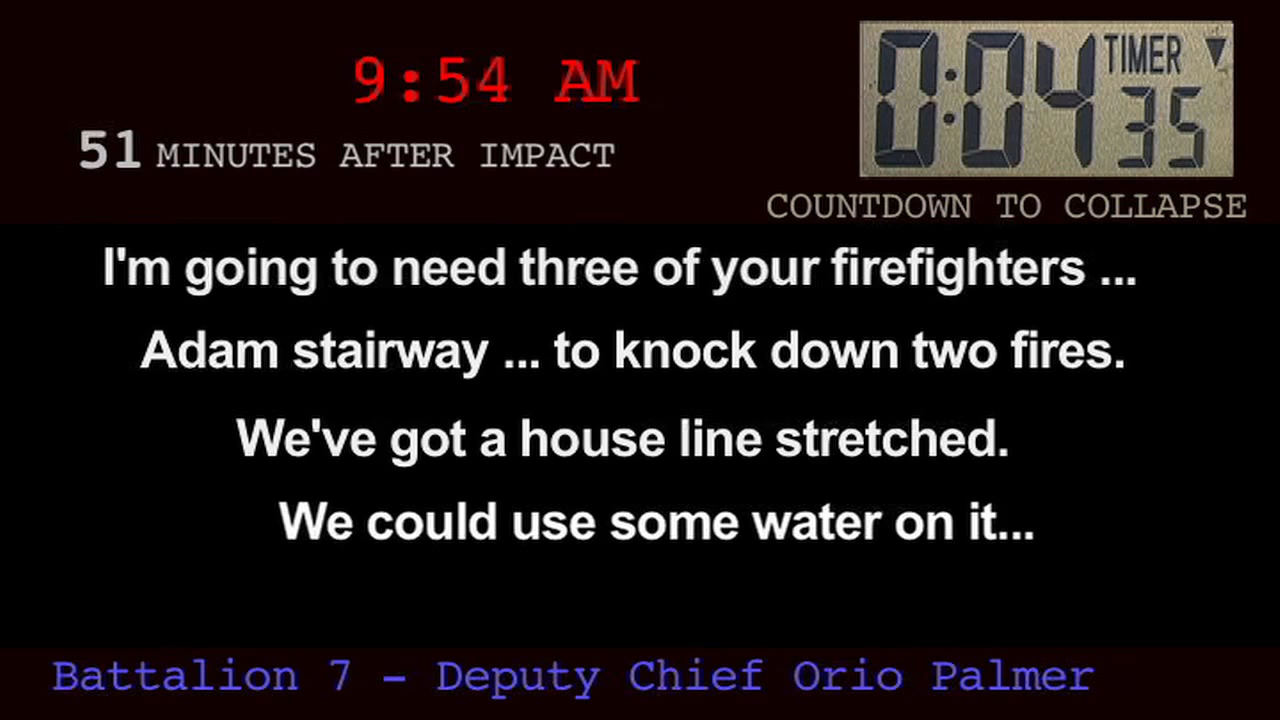 9:54 AM
51 MINUTES AFTER IMPACT
0:04 35 TIMER
COUNTDOWN TO COLLAPSE
I'm going to need three of your firefighters ...
Adam stairway ... to knock down two fires.
We've got a house line stretched.
We could use some water on it...
Battalion 7 - Deputy Chief Orio Palmer